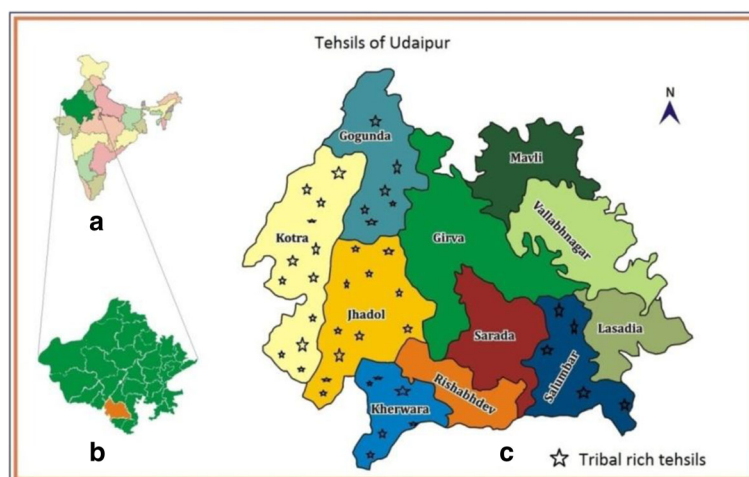 Tehsils of Udaipur
N
Gogunda
Mavli
a
Vallabhnagar
Kotra
Girva
Jhadol
Sarada
Lasadia
Salumbar
Rishabhdev
Kherwara
b
c
Tribal rich tehsils